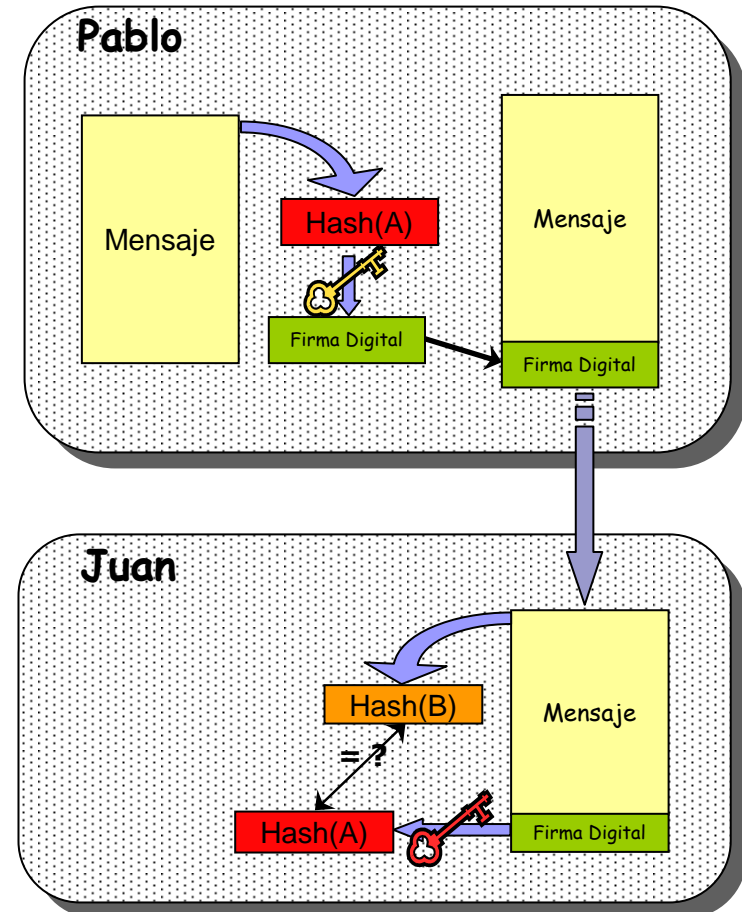 Pablo
Mensaje
Hash(A)
Firma Digital
Mensaje
Firma Digital
Juan
Hash(B)
= ?
Hash(A)
Mensaje
Firma Digital